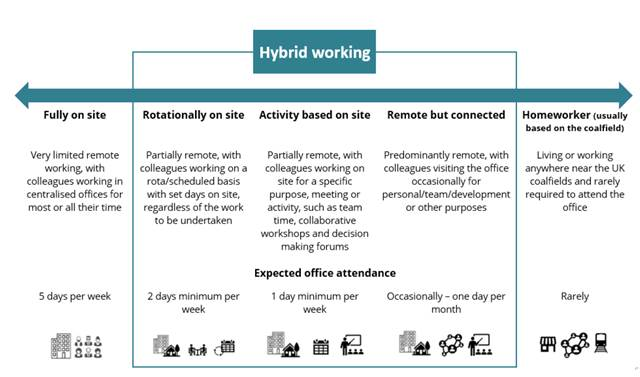 Hybrid working
Fully on site
Very limited remote
working, with
colleagues working in
centralised offices for
most or all their time
Rotationally on site
Partially remote, with
colleagues working on a
rota/scheduled basis
with set days on site,
regardless of the work
to be undertaken
Activity based on site
Partially remote, with
colleagues working on
site for a specific
purpose, meeting or
activity, such as team
time, collaborative
workshops and decision
making forums
Remote but connected
Predominantly remote, with
colleagues visiting the office
occasionally for
personal/team/development
or other purposes
Homeworker (usually
based on the coalfield)
Living or working
anywhere near the UK
coalfields and rarely
required to attend the
office
Expected office attendance
5 days per week
2 days minimum per
week
1 day minimum per
week
Occasionally – one day per
month
Rarely